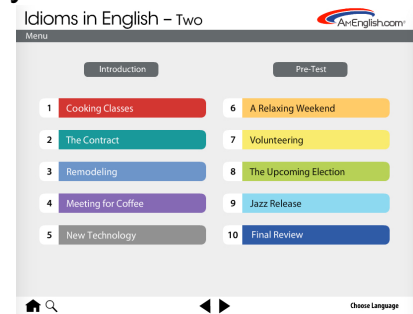 Idioms in English – Two
AmEnglish.com
Menu
Introduction
Pre-Test
1 Cooking Classes
2 The Contract
3 Remodeling
4 Meeting for Coffee
5 New Technology
6 A Relaxing Weekend
7 Volunteering
8 The Upcoming Election
9 Jazz Release
10 Final Review
Choose Language